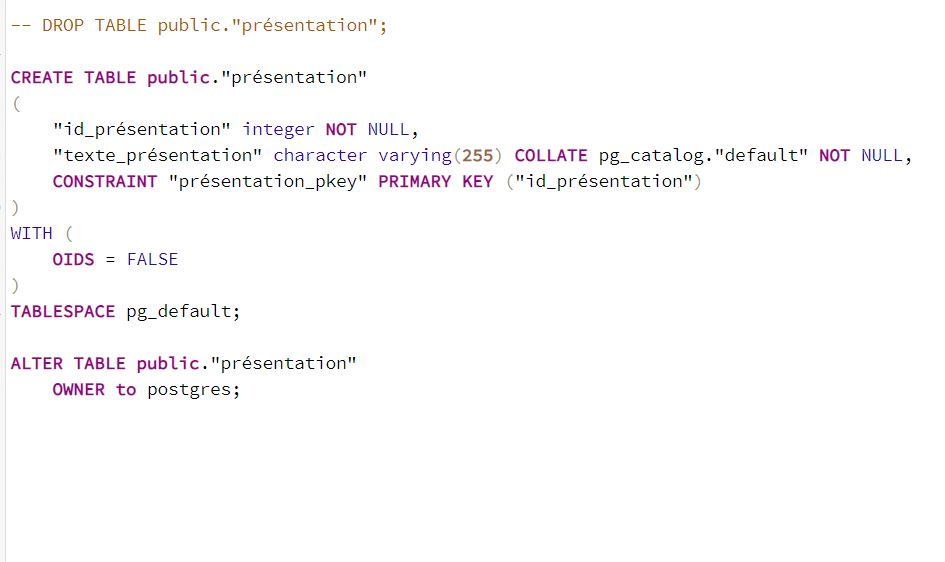 -- DROP TABLE public."présentation";
CREATE TABLE public."présentation"
(
"id_présentation" integer NOT NULL,
"texte_présentation" character varying(255) COLLATE pg_catalog."default" NOT NULL,
CONSTRAINT "présentation_pkey" PRIMARY KEY ("id_présentation")
)
WITH (
OIDS = FALSE
)
TABLESPACE pg_default;
ALTER TABLE public."présentation"
OWNER to postgres;